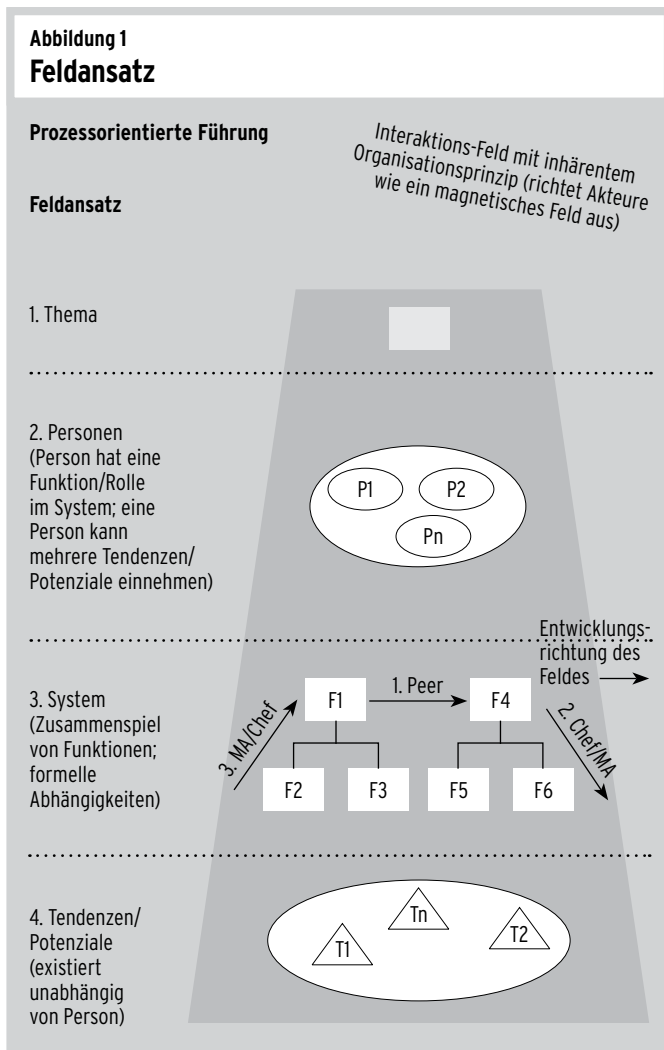 Abbildung 1
Feldansatz
Prozessorientierte Führung
Feldansatz
Interaktions-Feld mit inhärentem
Organisationsprinzip (richtet Akteure
wie ein magnetisches Feld aus)
1. Thema
2. Personen
(Person hat eine
Funktion/Rolle
im System; eine
Person kann
mehrere Tendenzen/
Potenziale einnehmen)
P1
P2
Pn
Entwicklungs-
richtung des
Feldes
3. System
(Zusammenspiel
von Funktionen;
formelle
Abhängigkeiten)
3. MA/Chef
F1
1. Peer
F4
2. Chef/MA
F2
F3
F5
F6
4. Tendenzen/
Potenziale
(existiert
unabhängig
von Person)
T1
Tn
T2